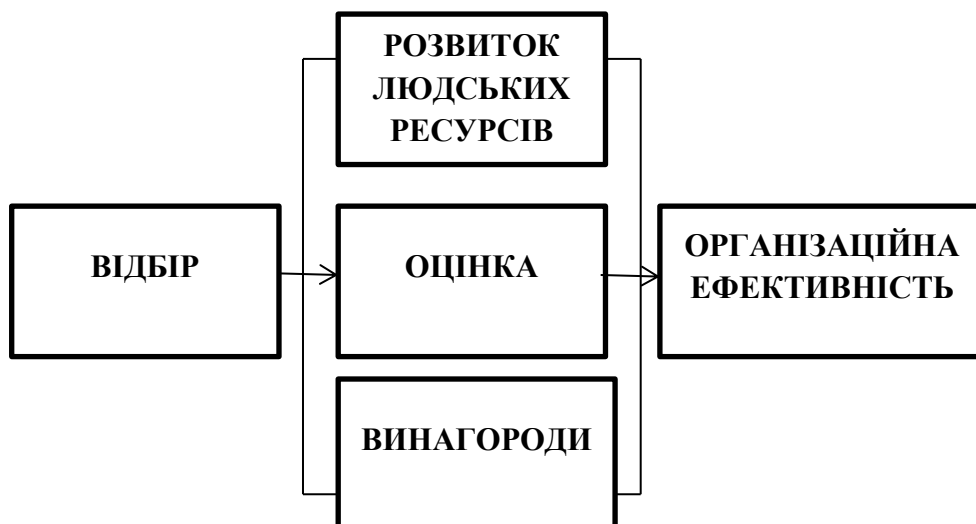 РОЗВИТОК
ЛЮДСЬКИХ
РЕСУРСІВ
ВІДБІР
ОЦІНКА
ОРГАНІЗАЦІЙНА
ЕФЕКТИВНІСТЬ
ВИНАГОРОДИ